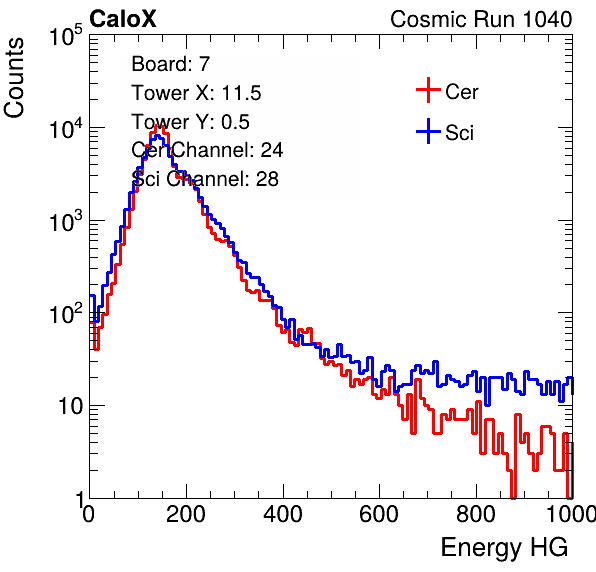 CaloX Cosmic Run 1040
Counts
10^5
10^4
10^3
10^2
10
1
Board: 7
Tower X: 11.5
Tower Y: 0.5
Cer Channel: 24
Sci Channel: 28
Cer
Sci
0 200 400 600 800 1000
Energy HG